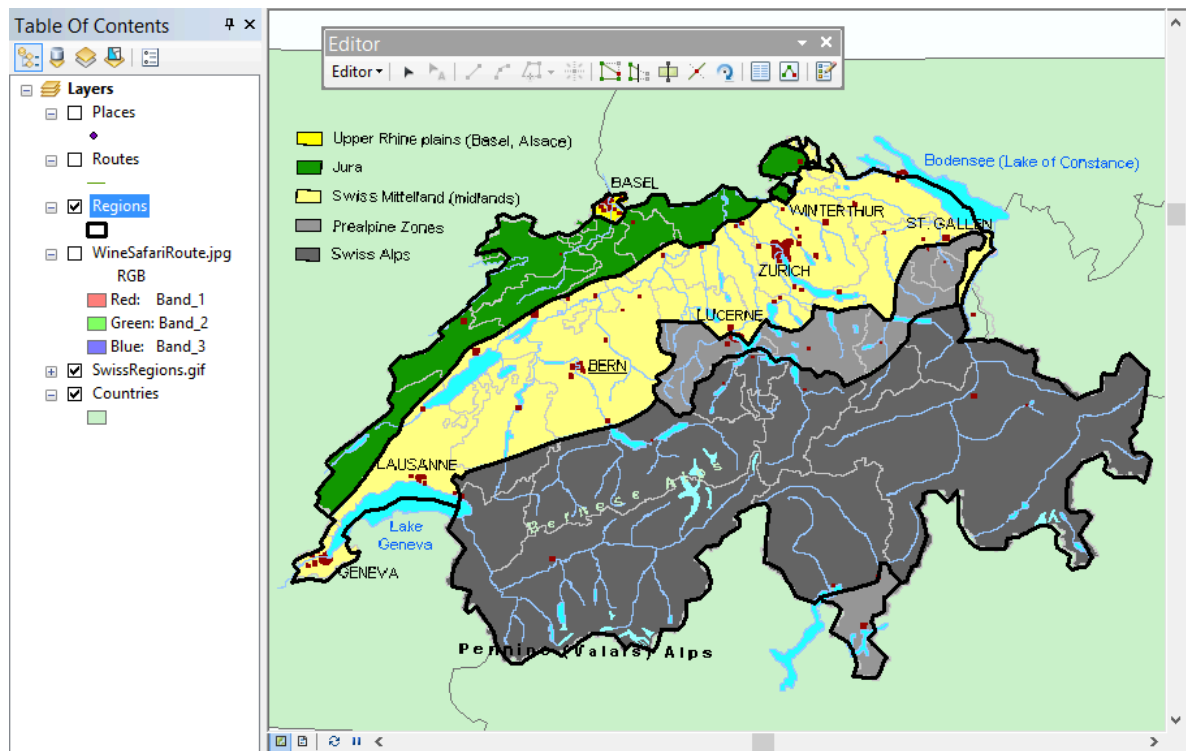 Table Of Contents
Layers
Places
Routes
Regions
WineSafariRoute.jpg
RGB
Red: Band_1
Green: Band_2
Blue: Band_3
SwissRegions.gif
Countries
Editor
Editor
Upper Rhine plains (Basel, Alsace)
Jura
Swiss Mittelland (midlands)
Prealpine Zones
Swiss Alps
BASEL
Bodensee (Lake of Constance)
WINTERTHUR
ST. GALLEN
ZURICH
LUCERNE
BERN
LAUSANNE
Bernese Alps
Lake
Geneva
GENEVA
Pennine (Valais) Alps